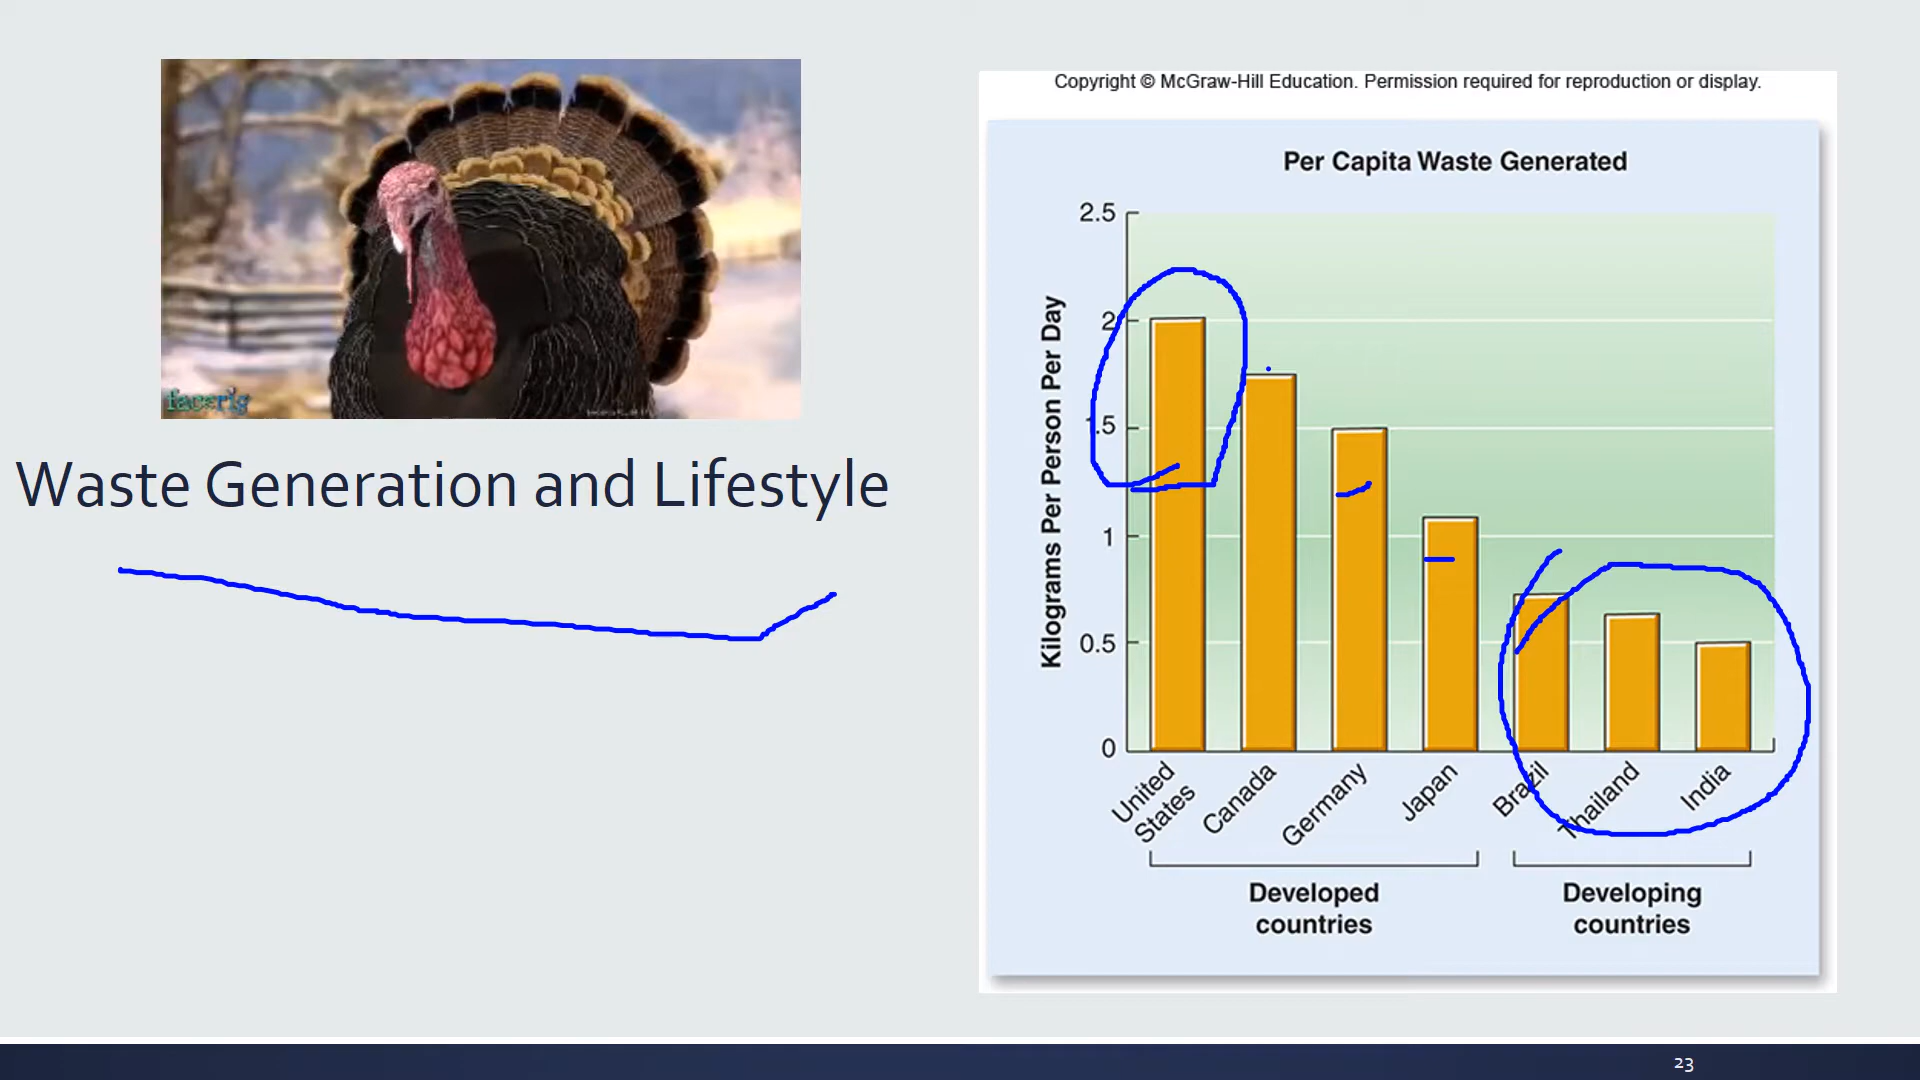 facerig
Waste Generation and Lifestyle
Copyright © McGraw-Hill Education. Permission required for reproduction or display.
Per Capita Waste Generated
Kilograms Per Person Per Day
2.5
2
1.5
1
0.5
0
United
States
Canada
Germany
Japan
Brazil
Thailand
India
Developed
countries
Developing
countries
23